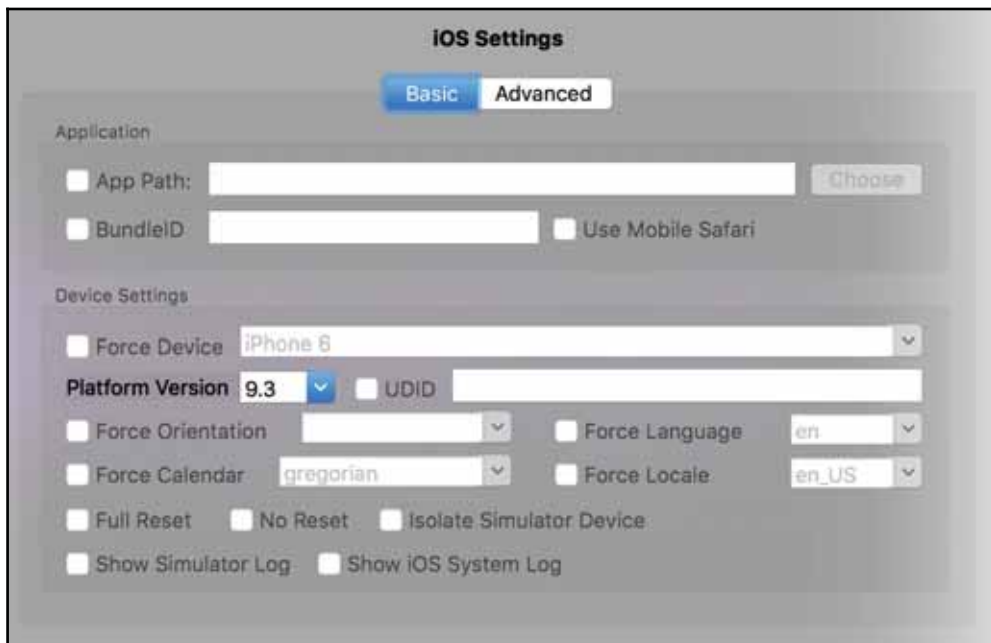 iOS Settings
Basic Advanced
Application
App Path: Choose
BundleID Use Mobile Safari
Device Settings
Force Device iPhone 6
Platform Version 9.3 UDID
Force Orientation Force Language en
Force Calendar gregorian Force Locale en_US
Full Reset No Reset Isolate Simulator Device
Show Simulator Log Show iOS System Log